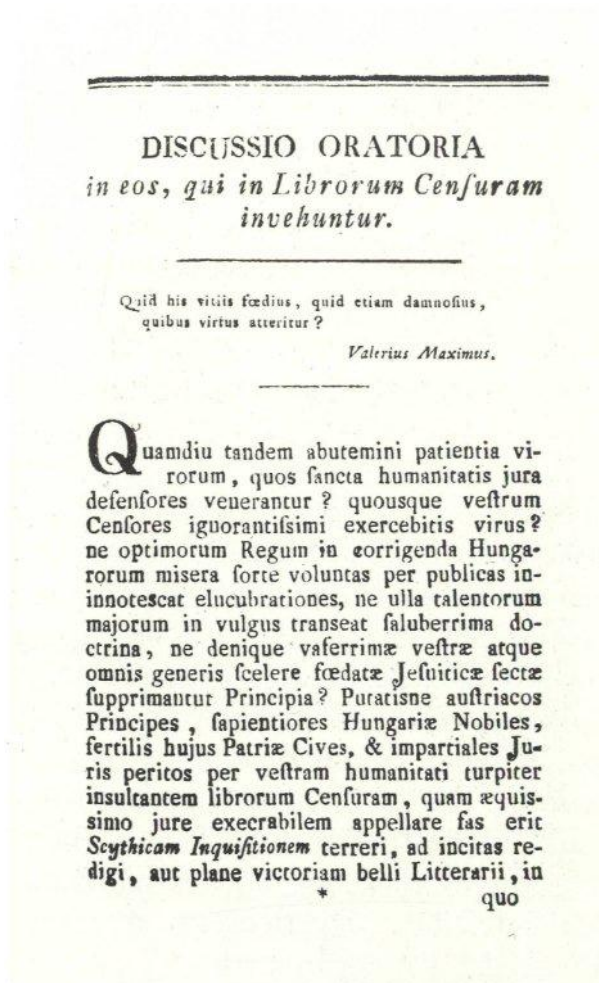 DISCUSSIO ORATORIA
in eos, qui in Librorum Cenſuram
invehuntur.
Quid his vitiis fœdius, quid etiam damnoſius,
quibus virtus atteritur?
Valerius Maximus.
Quamdiu tandem abutemini patientia vi-
rorum, quos ſancta humanitatis jura
defenſores venerantur? quousque veſtrum
Cenſores ignorantiſsimi exercebitis virus?
ne optimorum Regum in corrigenda Hunga-
rorum misera ſorte voluntas per publicas in-
innotescat elucubrationes, ne ulla talentorum
majorum in vulgus transeat ſaluberrima do-
ctrina, ne denique vaferrimæ veſtræ atque
omnis generis ſcelere fœdatæ Jeſuiticæ ſectæ
ſupprimantur Principia? Putatisne auſtriacos
Principes, ſapientiores Hungariæ Nobiles,
fertilis hujus Patriæ Cives, & impartiales Ju-
ris peritos per veſtram humanitati turpiter
insultantem librorum Cenſuram, quam æquis-
simo jure execrabilem appellare fas erit
Scythicam Inquiſitionem terreri, ad incitas re-
digi, aut plane victoriam belli Litterarii, in
*
quo